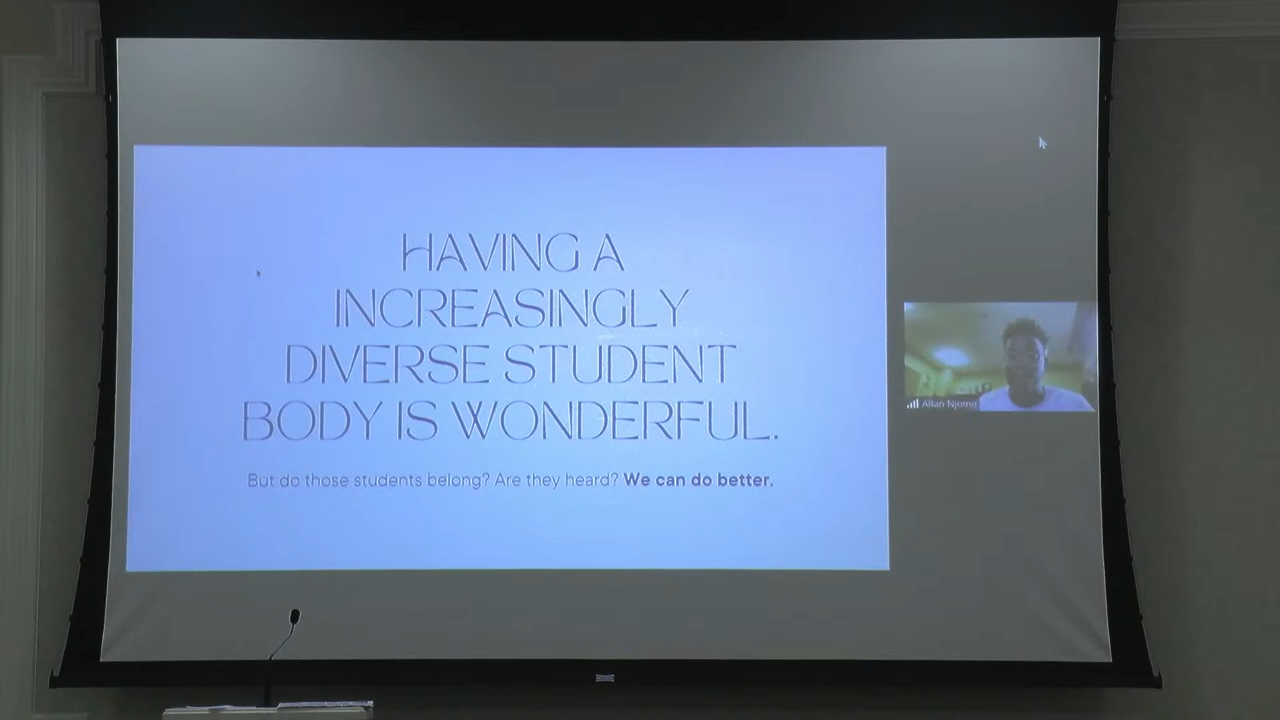 HAVING A
INCREASINGLY
DIVERSE STUDENT
BODY IS WONDERFUL.
But do those students belong? Are they heard? We can do better.
Allan Njomo